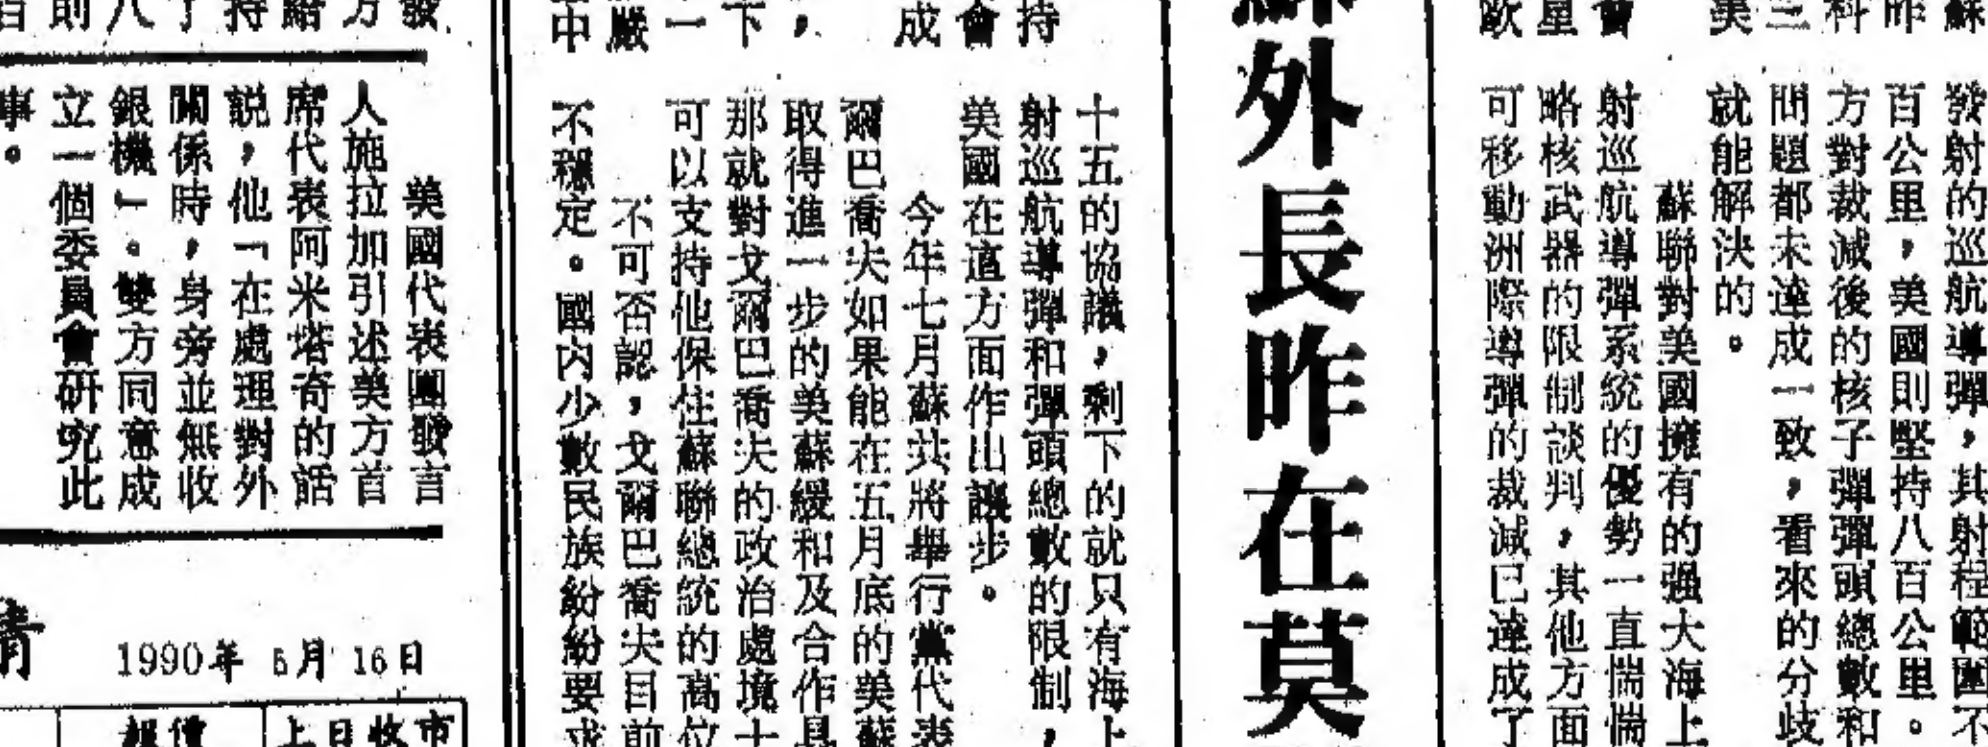 蘇
昨
科
三
美
會
星
歐
發射的巡航導彈，其射程範圍不
百公里，美國則堅持八百公里。
方對裁減後的核子彈彈頭總數和
問題都未達成一致，看來的分歧
就能解決的。
蘇聯對美國擁有的强大海上
射巡航導彈系統的優勢一直惴惴
略核武器的限制談判，其他方面
可移動洲際導彈的裁減已達成了
蘇外長昨在莫
持
會
成
，
下
一
嚴
中
十五的協議，剩下的就只有海上
射巡航導彈和彈頭總數的限制，
美國在這方面作出讓步。
今年七月蘇共將舉行黨代表
爾巴喬夫如果能在五月底的美蘇
取得進一步的美蘇緩和及合作具
那就對戈爾巴喬夫的政治處境十
可以支持他保住蘇聯總統的高位
不可否認，戈爾巴喬夫目前
不穩定。國內少數民族紛紛要求
發
方
給
持
了
八
前
美國代表團發言
人施拉加引述美方首
席代表阿米塔奇的話
說，他「在處理對外
關係時，身旁並無收
銀機」。雙方同意成
立一個委員會研究此
事。
1990年 5月 16日
市
上日收
報價